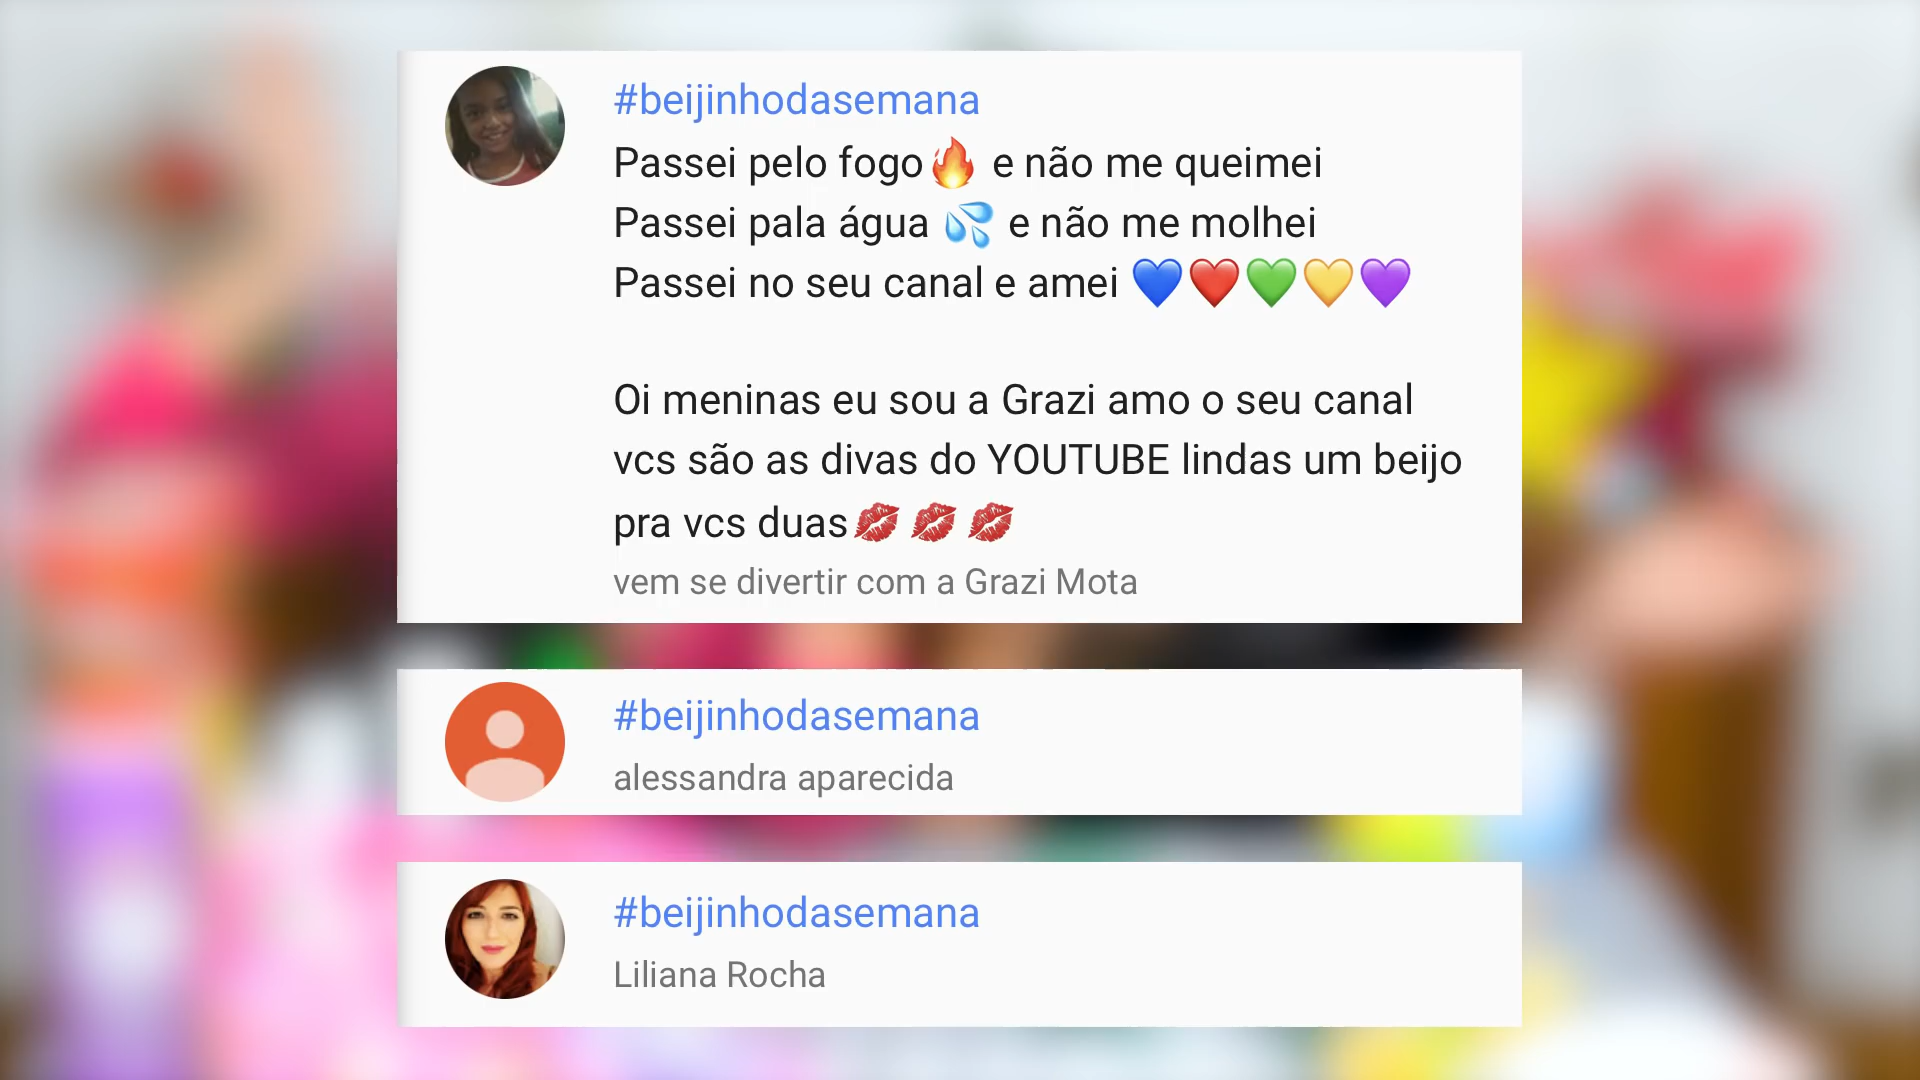 #beijinhodasemana
Passei pelo fogo🔥 e não me queimei
Passei pala água 💦 e não me molhei
Passei no seu canal e amei 💙❤️💚💛💜
Oi meninas eu sou a Grazi amo o seu canal
vcs são as divas do YOUTUBE lindas um beijo
pra vcs duas💋 💋 💋
vem se divertir com a Grazi Mota
#beijinhodasemana
alessandra aparecida
#beijinhodasemana
Liliana Rocha